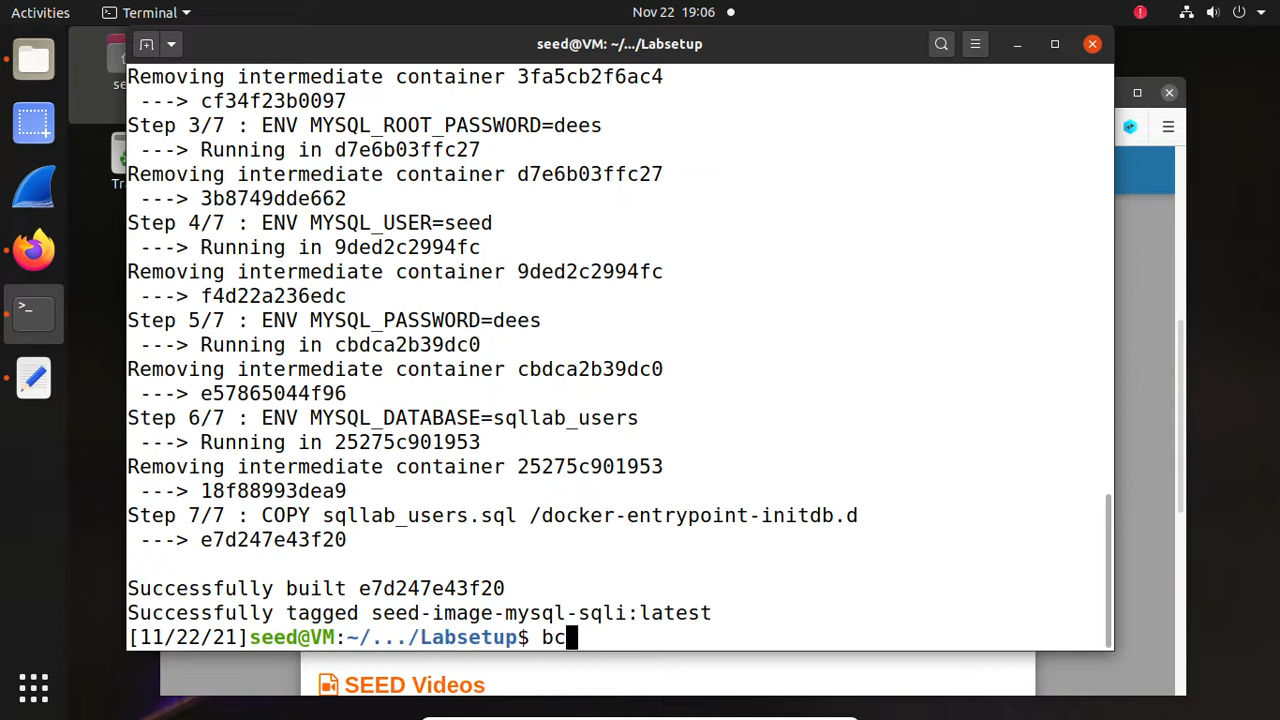 Activities
Terminal
Nov 22 19:06
seed@VM: ~/.../Labsetup
Removing intermediate container 3fa5cb2f6ac4
---> cf34f23b0097
Step 3/7 : ENV MYSQL_ROOT_PASSWORD=dees
---> Running in d7e6b03ffc27
Removing intermediate container d7e6b03ffc27
---> 3b8749dde662
Step 4/7 : ENV MYSQL_USER=seed
---> Running in 9ded2c2994fc
Removing intermediate container 9ded2c2994fc
---> f4d22a236edc
Step 5/7 : ENV MYSQL_PASSWORD=dees
---> Running in cbdca2b39dc0
Removing intermediate container cbdca2b39dc0
---> e57865044f96
Step 6/7 : ENV MYSQL_DATABASE=sqllab_users
---> Running in 25275c901953
Removing intermediate container 25275c901953
---> 18f88993dea9
Step 7/7 : COPY sqllab_users.sql /docker-entrypoint-initdb.d
---> e7d247e43f20
Successfully built e7d247e43f20
Successfully tagged seed-image-mysql-sqli:latest
[11/22/21]seed@VM:~/.../Labsetup$ bc
SEED Videos